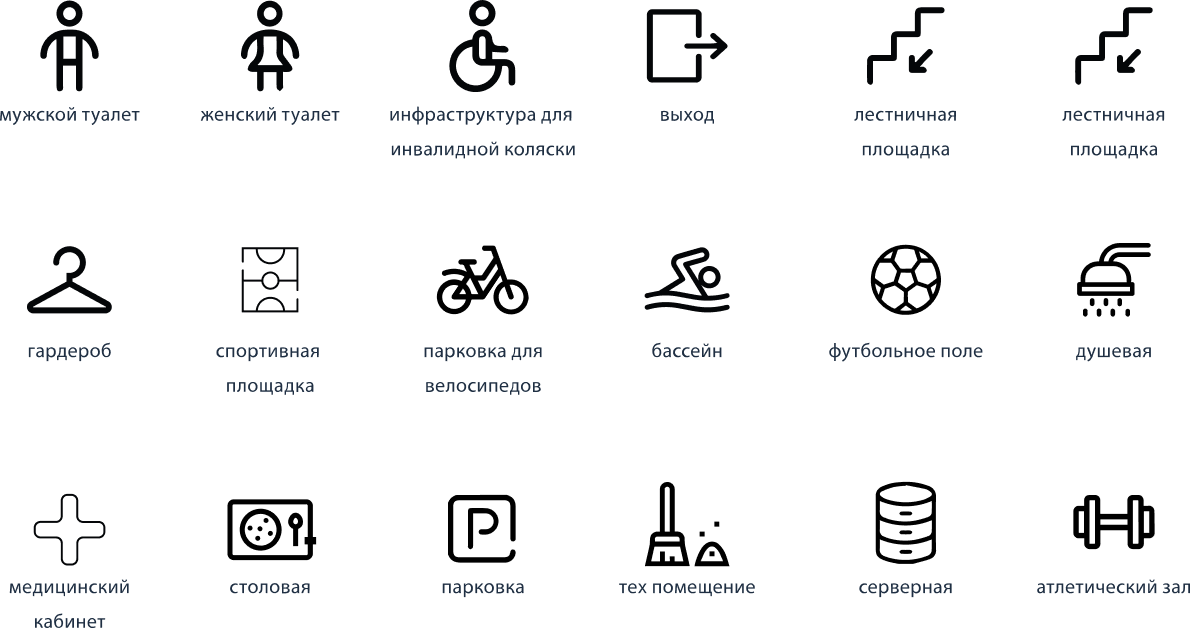 мужской туалет
женский туалет
инфраструктура для
инвалидной коляски
выход
лестничная
площадка
лестничная
площадка
гардероб
спортивная
площадка
парковка для
велосипедов
бассейн
футбольное поле
душевая
медицинский
кабинет
столовая
P
парковка
тех помещение
серверная
атлетический зал